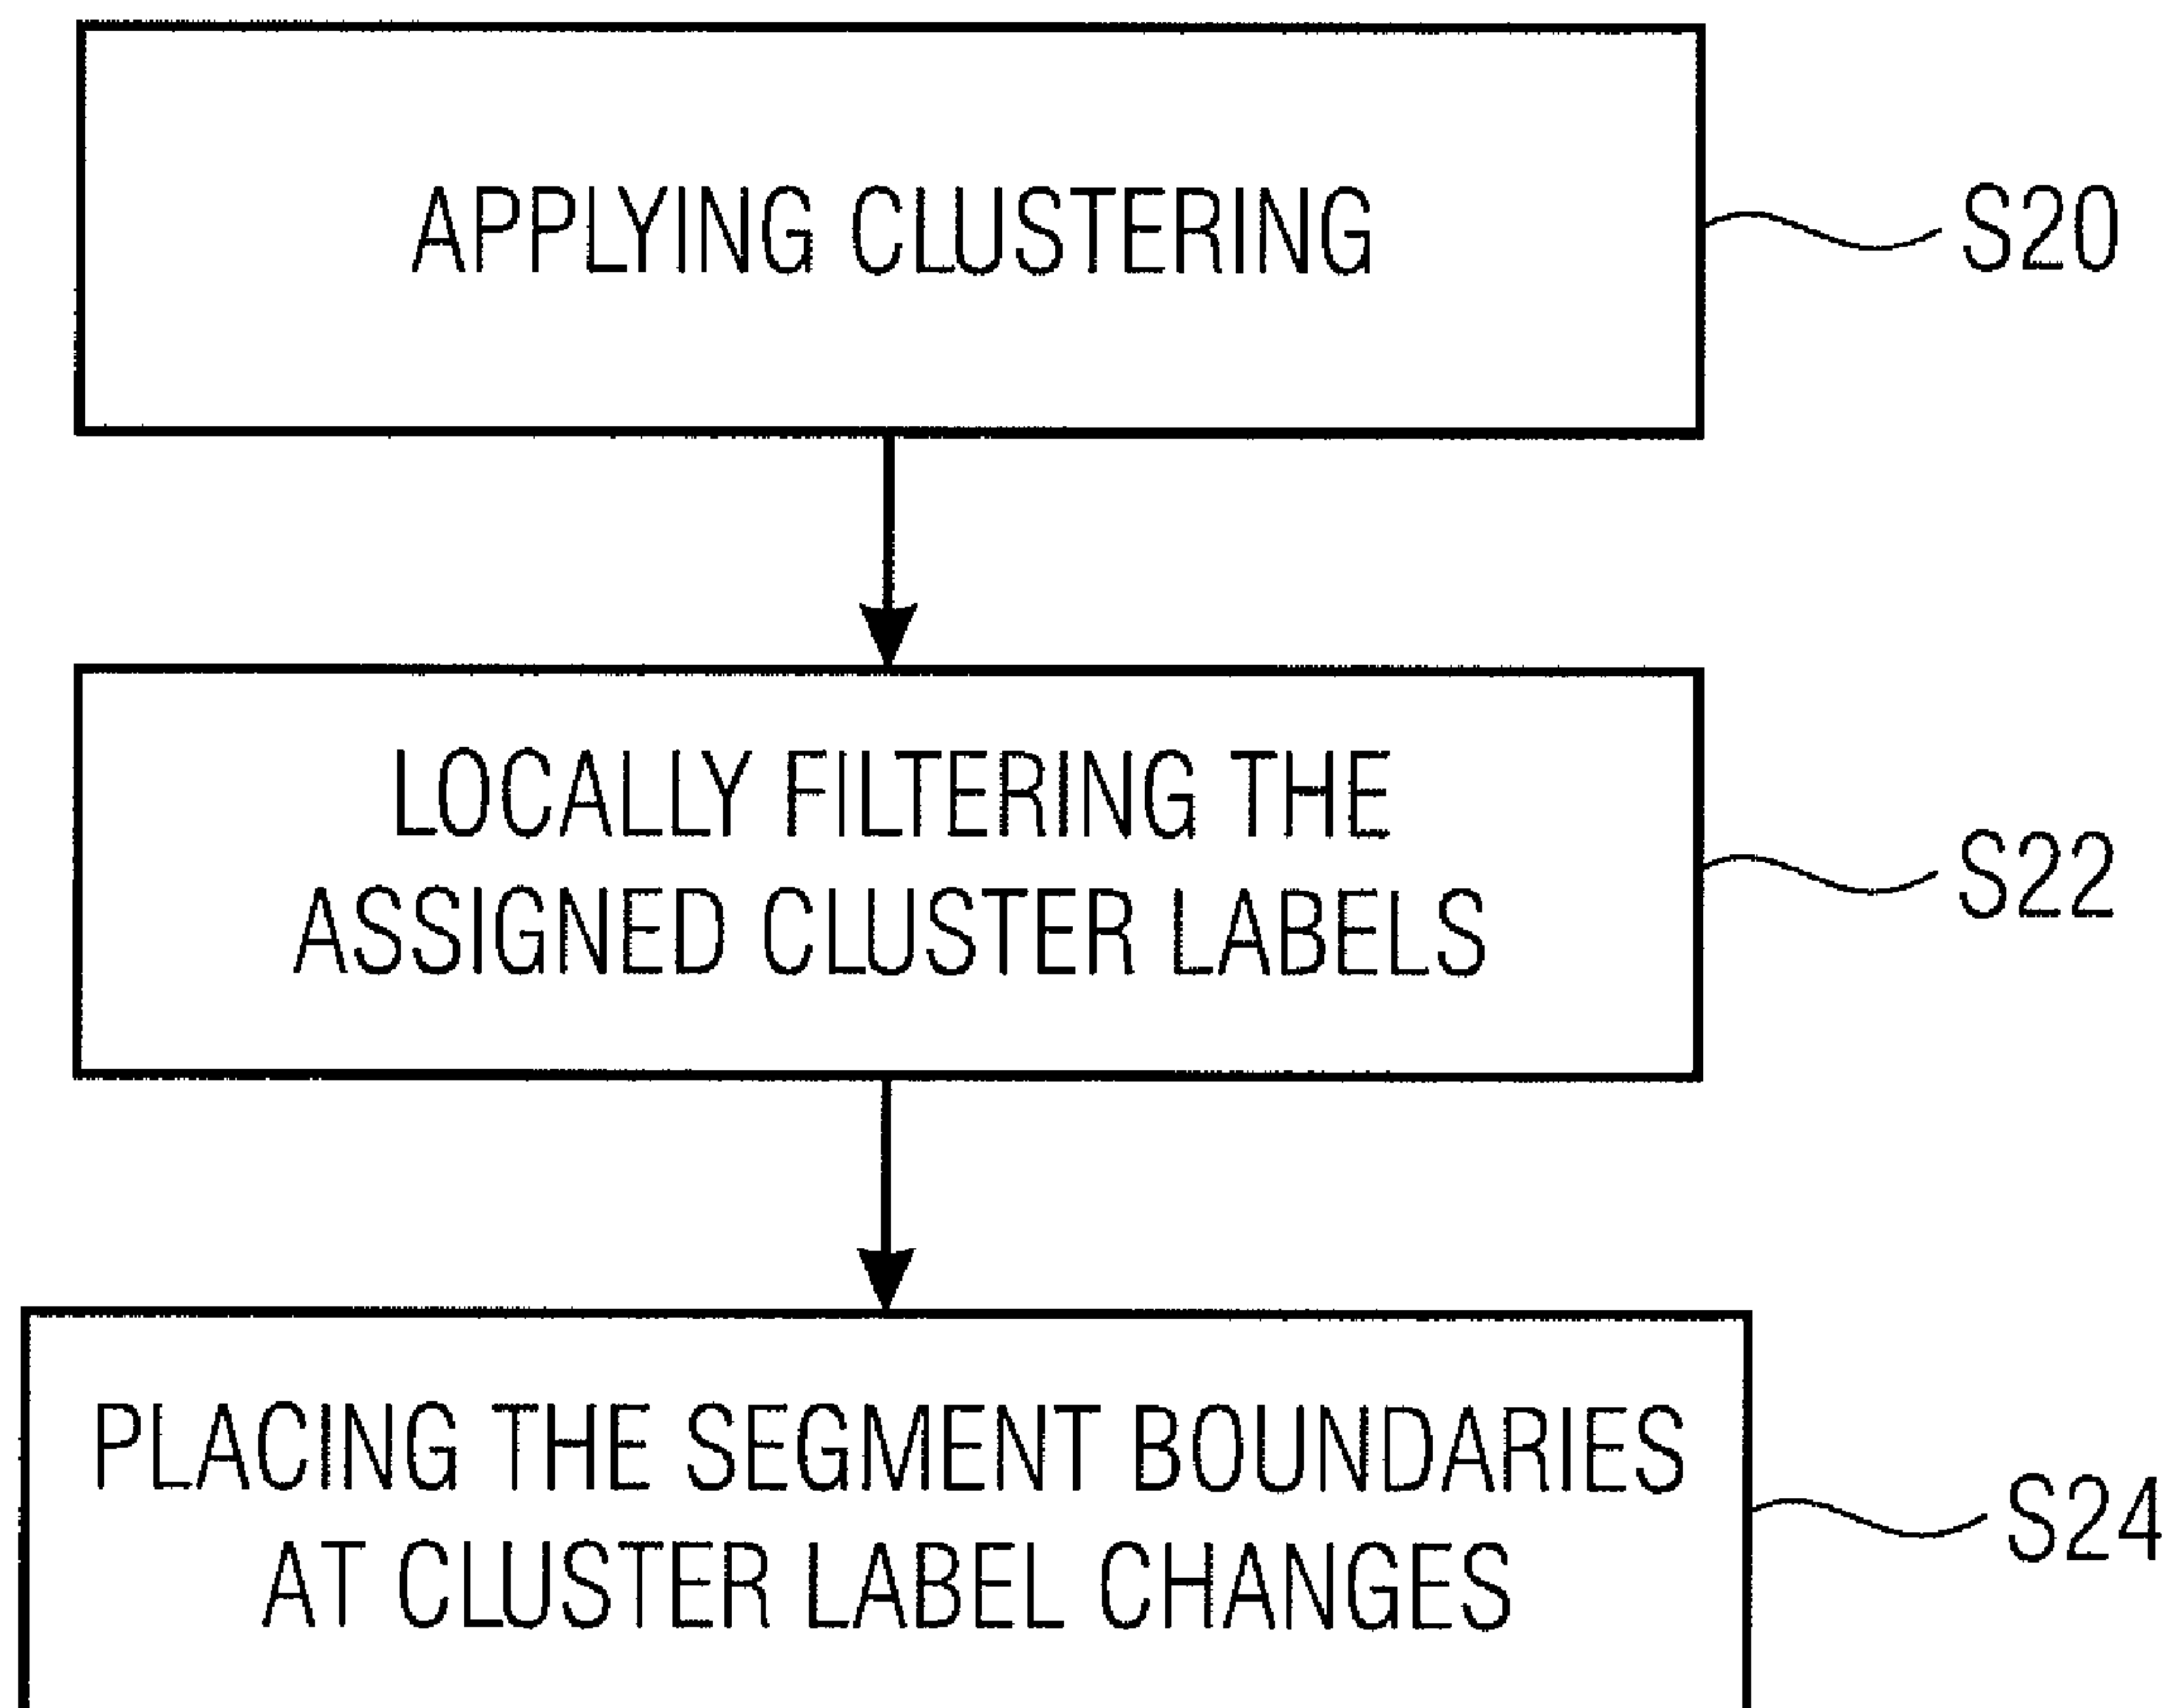 APPLYING CLUSTERING
S20
LOCALLY FILTERING THE
ASSIGNED CLUSTER LABELS
S22
PLACING THE SEGMENT BOUNDARIES
AT CLUSTER LABEL CHANGES
S24